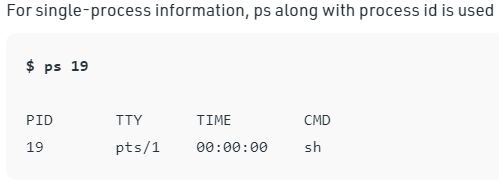 For single-process information, ps along with process id is used
$ ps 19
PID TTY TIME CMD
19 pts/1 00:00:00 sh